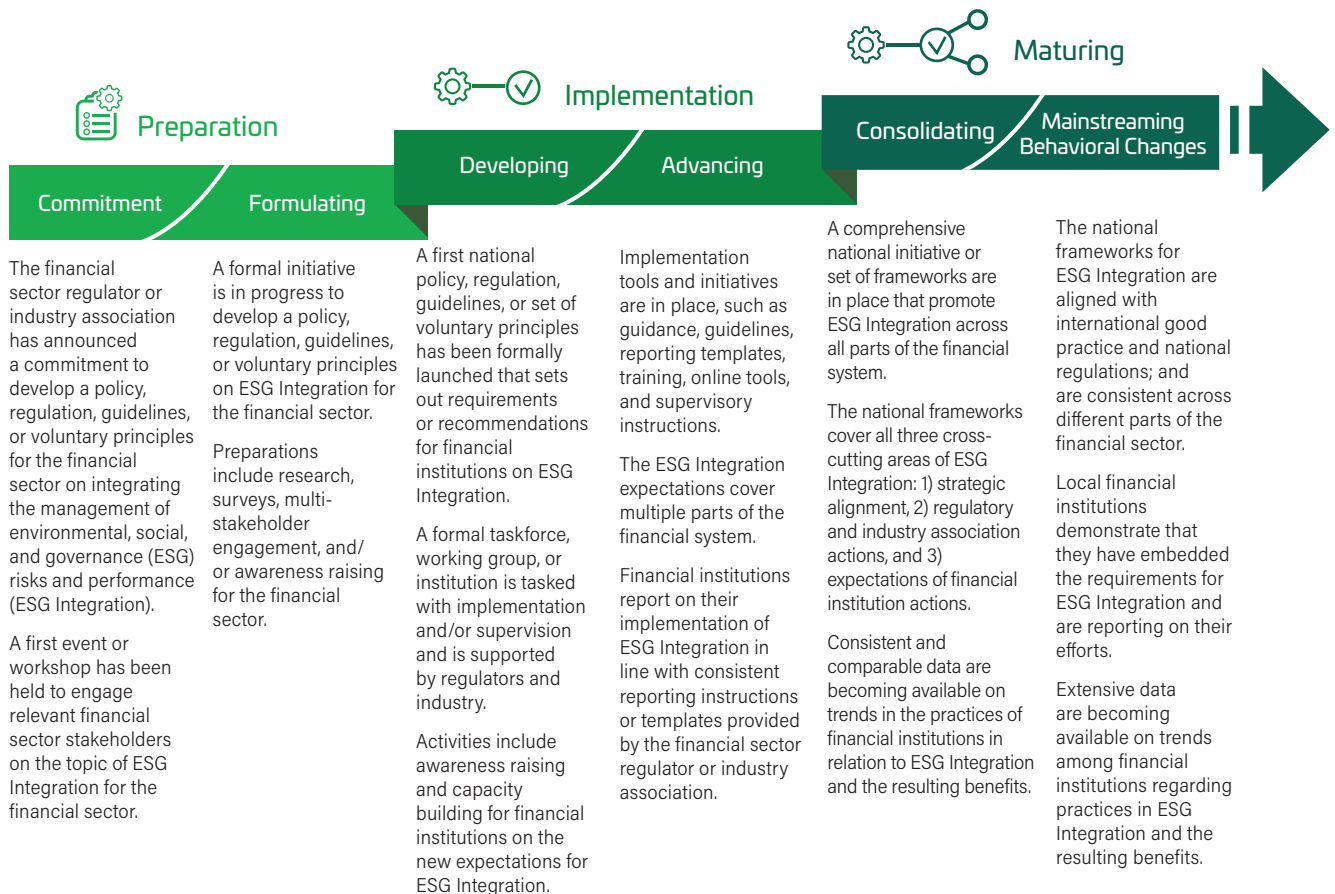 Preparation
Commitment
The financial
sector regulator or
industry association
has announced
a commitment to
develop a policy,
regulation, guidelines,
or voluntary principles
for the financial
sector on integrating
the management of
environmental, social,
and governance (ESG)
risks and performance
(ESG Integration).
A first event or
workshop has been
held to engage
relevant financial
sector stakeholders
on the topic of ESG
Integration for the
financial sector.
Formulating
A formal initiative
is in progress to
develop a policy,
regulation, guidelines,
or voluntary principles
on ESG Integration for
the financial sector.
Preparations
include research,
surveys, multi-
stakeholder
engagement, and/
or awareness raising
for the financial
sector.
Implementation
Developing
A first national
policy, regulation,
guidelines, or set of
voluntary principles
has been formally
launched that sets
out requirements
or recommendations
for financial
institutions on ESG
Integration.
A formal taskforce,
working group, or
institution is tasked
with implementation
and/or supervision
and is supported
by regulators and
industry.
Activities include
awareness raising
and capacity
building for financial
institutions on the
new expectations for
ESG Integration.
Advancing
Implementation
tools and initiatives
are in place, such as
guidance, guidelines,
reporting templates,
training, online tools,
and supervisory
instructions.
The ESG Integration
expectations cover
multiple parts of the
financial system.
Financial institutions
report on their
implementation of
ESG Integration in
line with consistent
reporting instructions
or templates provided
by the financial sector
regulator or industry
association.
Maturing
Consolidating
A comprehensive
national initiative or
set of frameworks are
in place that promote
ESG Integration across
all parts of the financial
system.
The national frameworks
cover all three cross-
cutting areas of ESG
Integration: 1) strategic
alignment, 2) regulatory
and industry association
actions, and 3)
expectations of financial
institution actions.
Consistent and
comparable data are
becoming available on
trends in the practices of
financial institutions in
relation to ESG Integration
and the resulting benefits.
Mainstreaming
Behavioral Changes
The national
frameworks for
ESG Integration are
aligned with
international good
practice and national
regulations; and
are consistent across
different parts of the
financial sector.
Local financial
institutions
demonstrate that
they have embedded
the requirements for
ESG Integration and
are reporting on their
efforts.
Extensive data
are becoming
available on trends
among financial
institutions regarding
practices in ESG
Integration and the
resulting benefits.